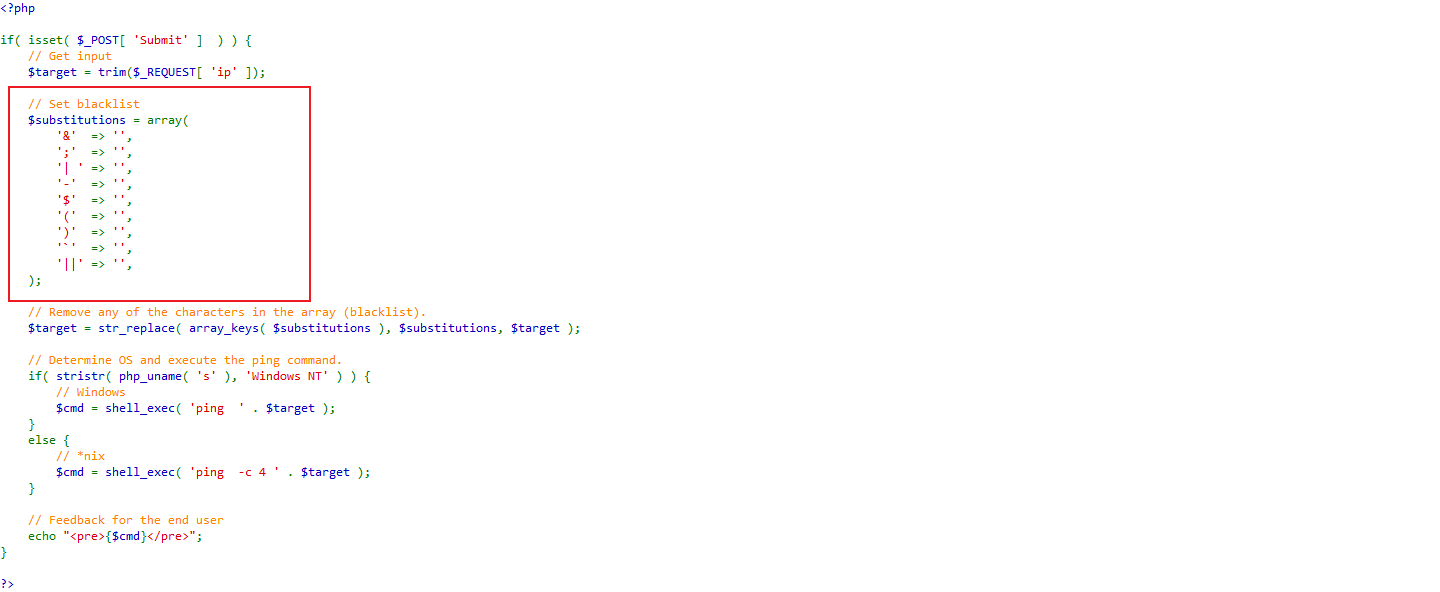 <?php

if( isset( $_POST[ 'Submit' ]  ) ) {
    // Get input
    $target = trim($_REQUEST[ 'ip' ]);

    // Set blacklist
    $substitutions = array(
        '&'  => '',
        ';'  => '',
        '| ' => '',
        '-'  => '',
        '$'  => '',
        '('  => '',
        ')'  => '',
        '`'  => '',
        '||' => '',
    );

    // Remove any of the characters in the array (blacklist).
    $target = str_replace( array_keys( $substitutions ), $substitutions, $target );

    // Determine OS and execute the ping command.
    if( stristr( php_uname( 's' ), 'Windows NT' ) ) {
        // Windows
        $cmd = shell_exec( 'ping  ' . $target );
    }
    else {
        // *nix
        $cmd = shell_exec( 'ping  -c 4 ' . $target );
    }

    // Feedback for the end user
    echo "<pre>{$cmd}</pre>";
}

?>